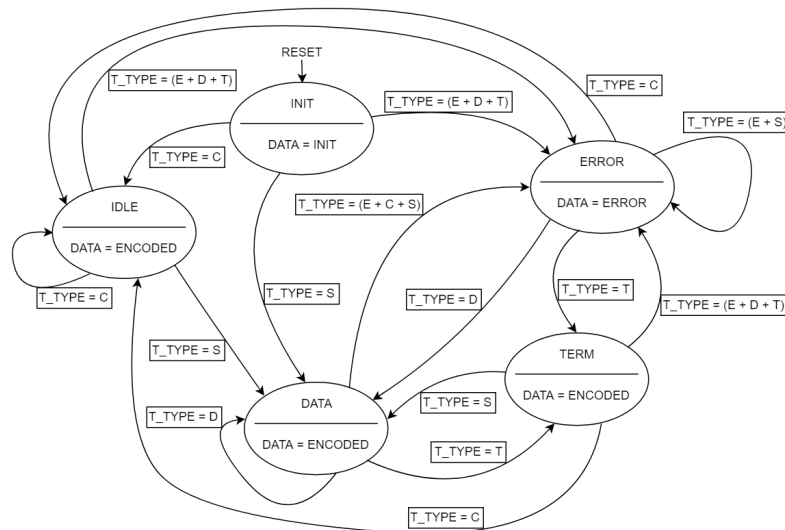 RESET
T_TYPE = (E + D + T)
T_TYPE = C
INIT
T_TYPE = (E + D + T)
T_TYPE = (E + S)
DATA = INIT
T_TYPE = C
ERROR
DATA = ERROR
IDLE
T_TYPE = (E + C + S)
DATA = ENCODED
T_TYPE = C
T_TYPE = S
T_TYPE = D
T_TYPE = T
T_TYPE = (E + D + T)
T_TYPE = S
TERM
DATA = ENCODED
DATA
T_TYPE = S
T_TYPE = D
DATA = ENCODED
T_TYPE = T
T_TYPE = C